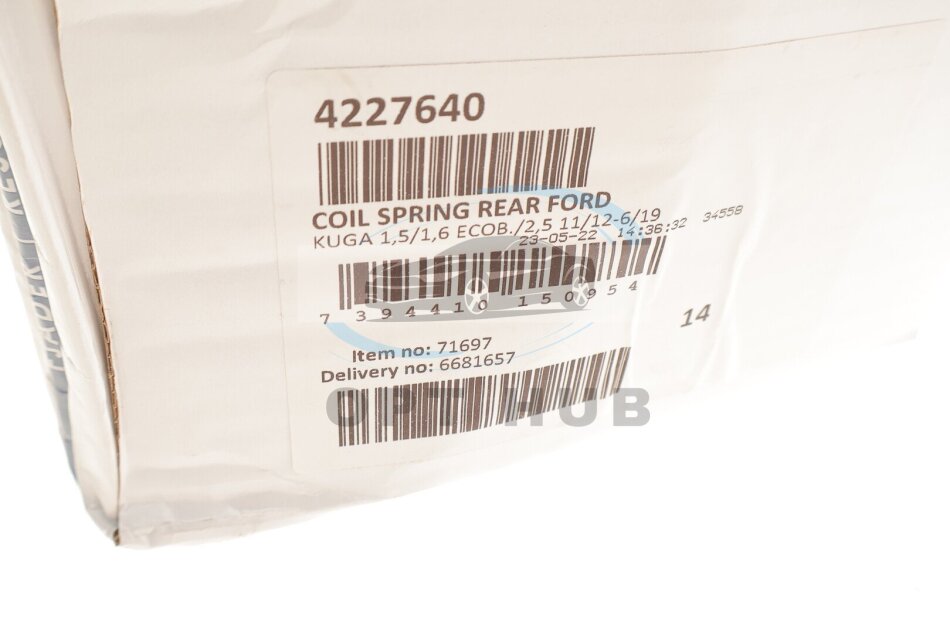 4227640
COIL SPRING REAR FORD
KUGA 1,5/1,6 ECOB./2,5 11/12-6/19
23-05-22 14:36:32 34558
7 394410 150954
14
Item no: 71697
Delivery no: 6681657
OPT HUB